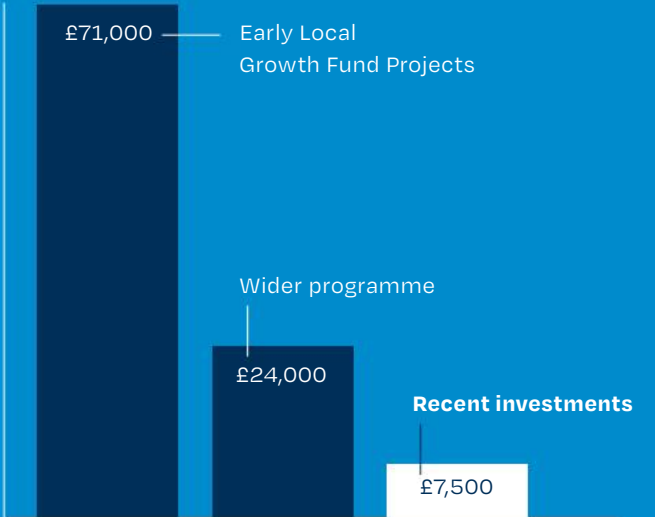 £71,000
Early Local
Growth Fund Projects
Wider programme
£24,000
Recent investments
£7,500